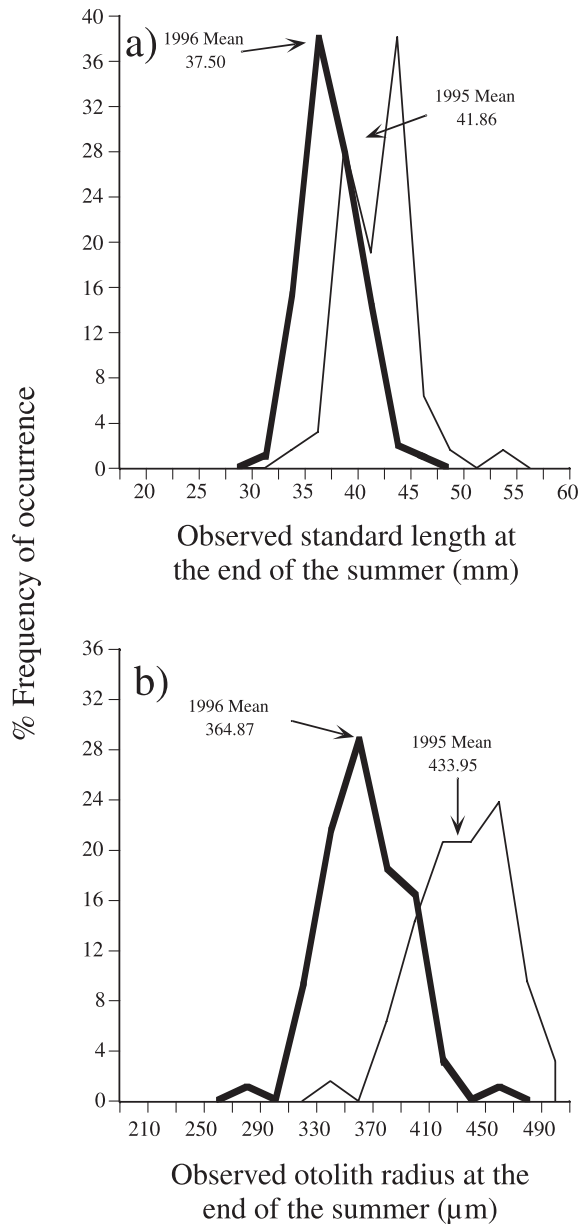 % Frequency of occurrence
a)
1996 Mean
37.50
1995 Mean
41.86
40
36
32
28
24
20
16
12
8
4
0
20 25 30 35 40 45 50 55 60
Observed standard length at
the end of the summer (mm)
b)
1996 Mean
364.87
1995 Mean
433.95
36
32
28
24
20
16
12
8
4
0
210 250 290 330 370 410 450 490
Observed otolith radius at the
end of the summer (μm)